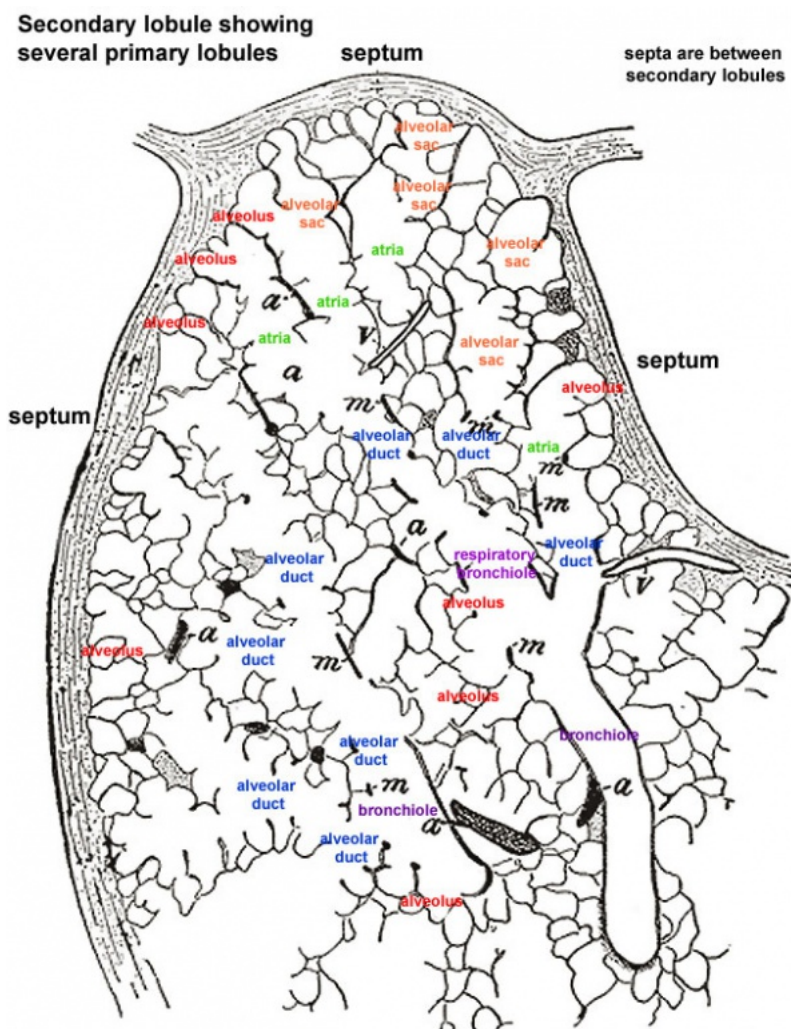 Secondary lobule showing
several primary lobules
septum
septa are between
secondary lobules
alveolar
sac
alveolar
sac
alveolar
sac
alveolus
alveolar
sac
atria
alveolus
a
atria
alveolus
atria
v
alveolar
sac
septum
a
alveolus
septum
m
m
alveolar
duct
alveolar
duct
atria
m
m
a
alveolar
duct
respiratory
bronchiole
alveolar
duct
v
alveolus
a
alveolar
duct
alveolus
m
m
alveolus
bronchiole
alveolar
duct
alveolar
duct
m
a
bronchiole
a
alveolar
duct
alveolus